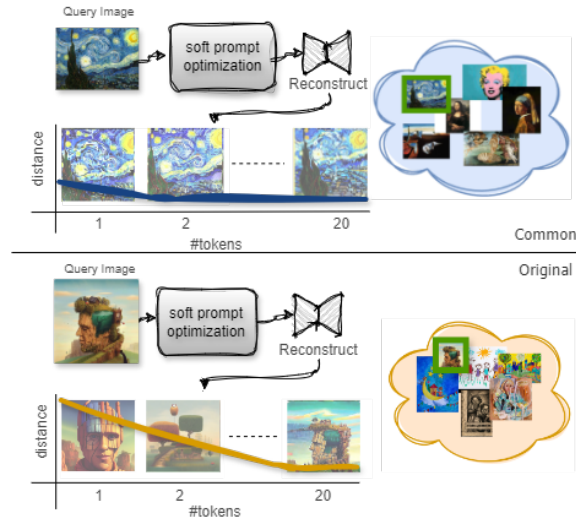 Query Image
soft prompt
optimization
Reconstruct
distance
1 2 20
#tokens
Common
Original
Query Image
soft prompt
optimization
Reconstruct
distance
1 2 20
#tokens